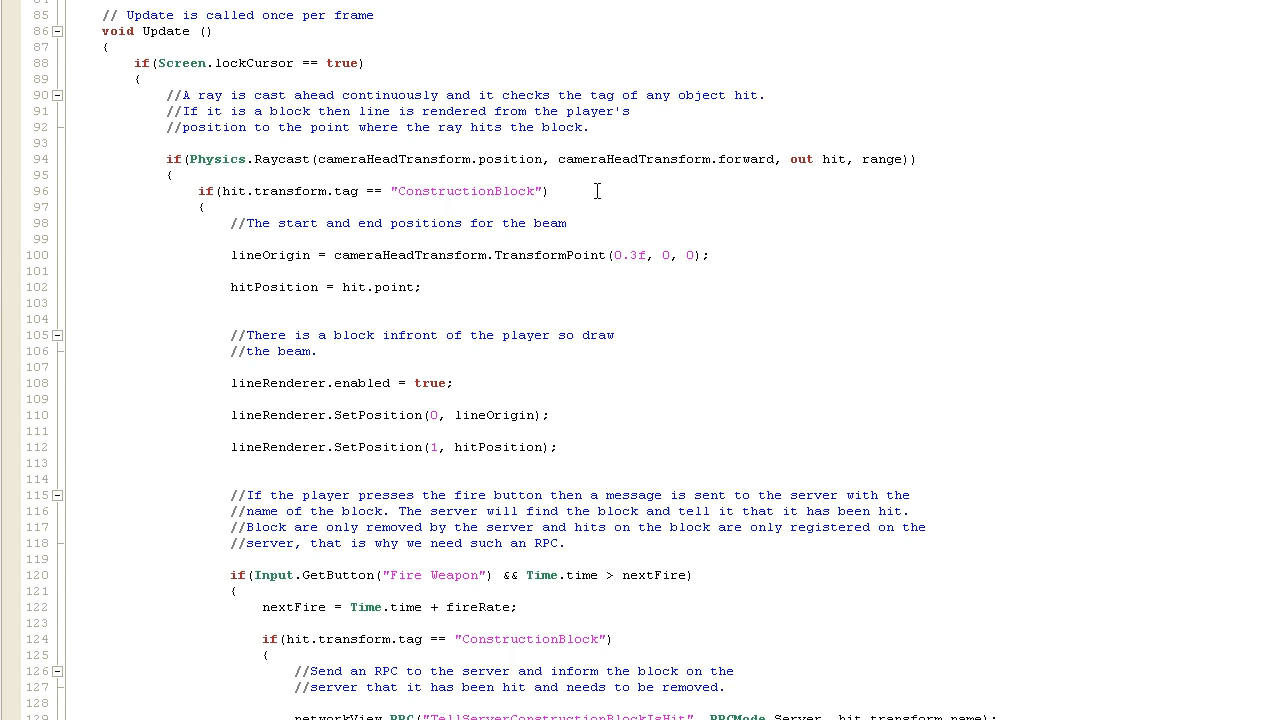 85 // Update is called once per frame
86 void Update ()
87 {
88 if(Screen.lockCursor == true)
89 {
90 //A ray is cast ahead continuously and it checks the tag of any object hit.
91 //If it is a block then line is rendered from the player's
92 //position to the point where the ray hits the block.
93
94 if(Physics.Raycast(cameraHeadTransform.position, cameraHeadTransform.forward, out hit, range))
95 {
96 if(hit.transform.tag == "ConstructionBlock")
97 {
98 //The start and end positions for the beam
99
100 lineOrigin = cameraHeadTransform.TransformPoint(0.3f, 0, 0);
101
102 hitPosition = hit.point;
103
104
105 //There is a block infront of the player so draw
106 //the beam.
107
108 lineRenderer.enabled = true;
109
110 lineRenderer.SetPosition(0, lineOrigin);
111
112 lineRenderer.SetPosition(1, hitPosition);
113
114
115 //If the player presses the fire button then a message is sent to the server with the
116 //name of the block. The server will find the block and tell it that it has been hit.
117 //Block are only removed by the server and hits on the block are only registered on the
118 //server, that is why we need such an RPC.
119
120 if(Input.GetButton("Fire Weapon") && Time.time > nextFire)
121 {
122 nextFire = Time.time + fireRate;
123
124 if(hit.transform.tag == "ConstructionBlock")
125 {
126 //Send an RPC to the server and inform the block on the
127 //server that it has been hit and needs to be removed.
128
129 networkView.RPC("TellServerConstructionBlockIsHit", RPCMode.Server, hit.transform.name);